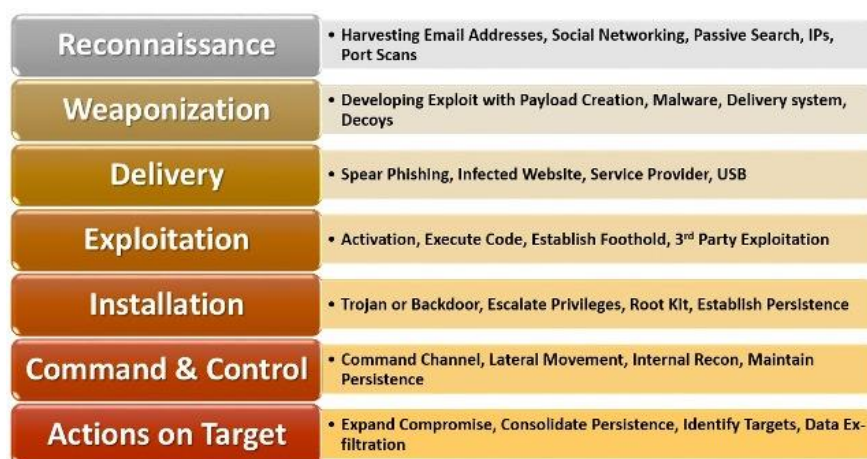 Reconnaissance
• Harvesting Email Addresses, Social Networking, Passive Search, IPs,
Port Scans
Weaponization
• Developing Exploit with Payload Creation, Malware, Delivery system,
Decoys
Delivery
• Spear Phishing, Infected Website, Service Provider, USB
Exploitation
• Activation, Execute Code, Establish Foothold, 3rd Party Exploitation
Installation
• Trojan or Backdoor, Escalate Privileges, Root Kit, Establish Persistence
Command & Control
• Command Channel, Lateral Movement, Internal Recon, Maintain
Persistence
Actions on Target
• Expand Compromise, Consolidate Persistence, Identify Targets, Data Ex-
filtration